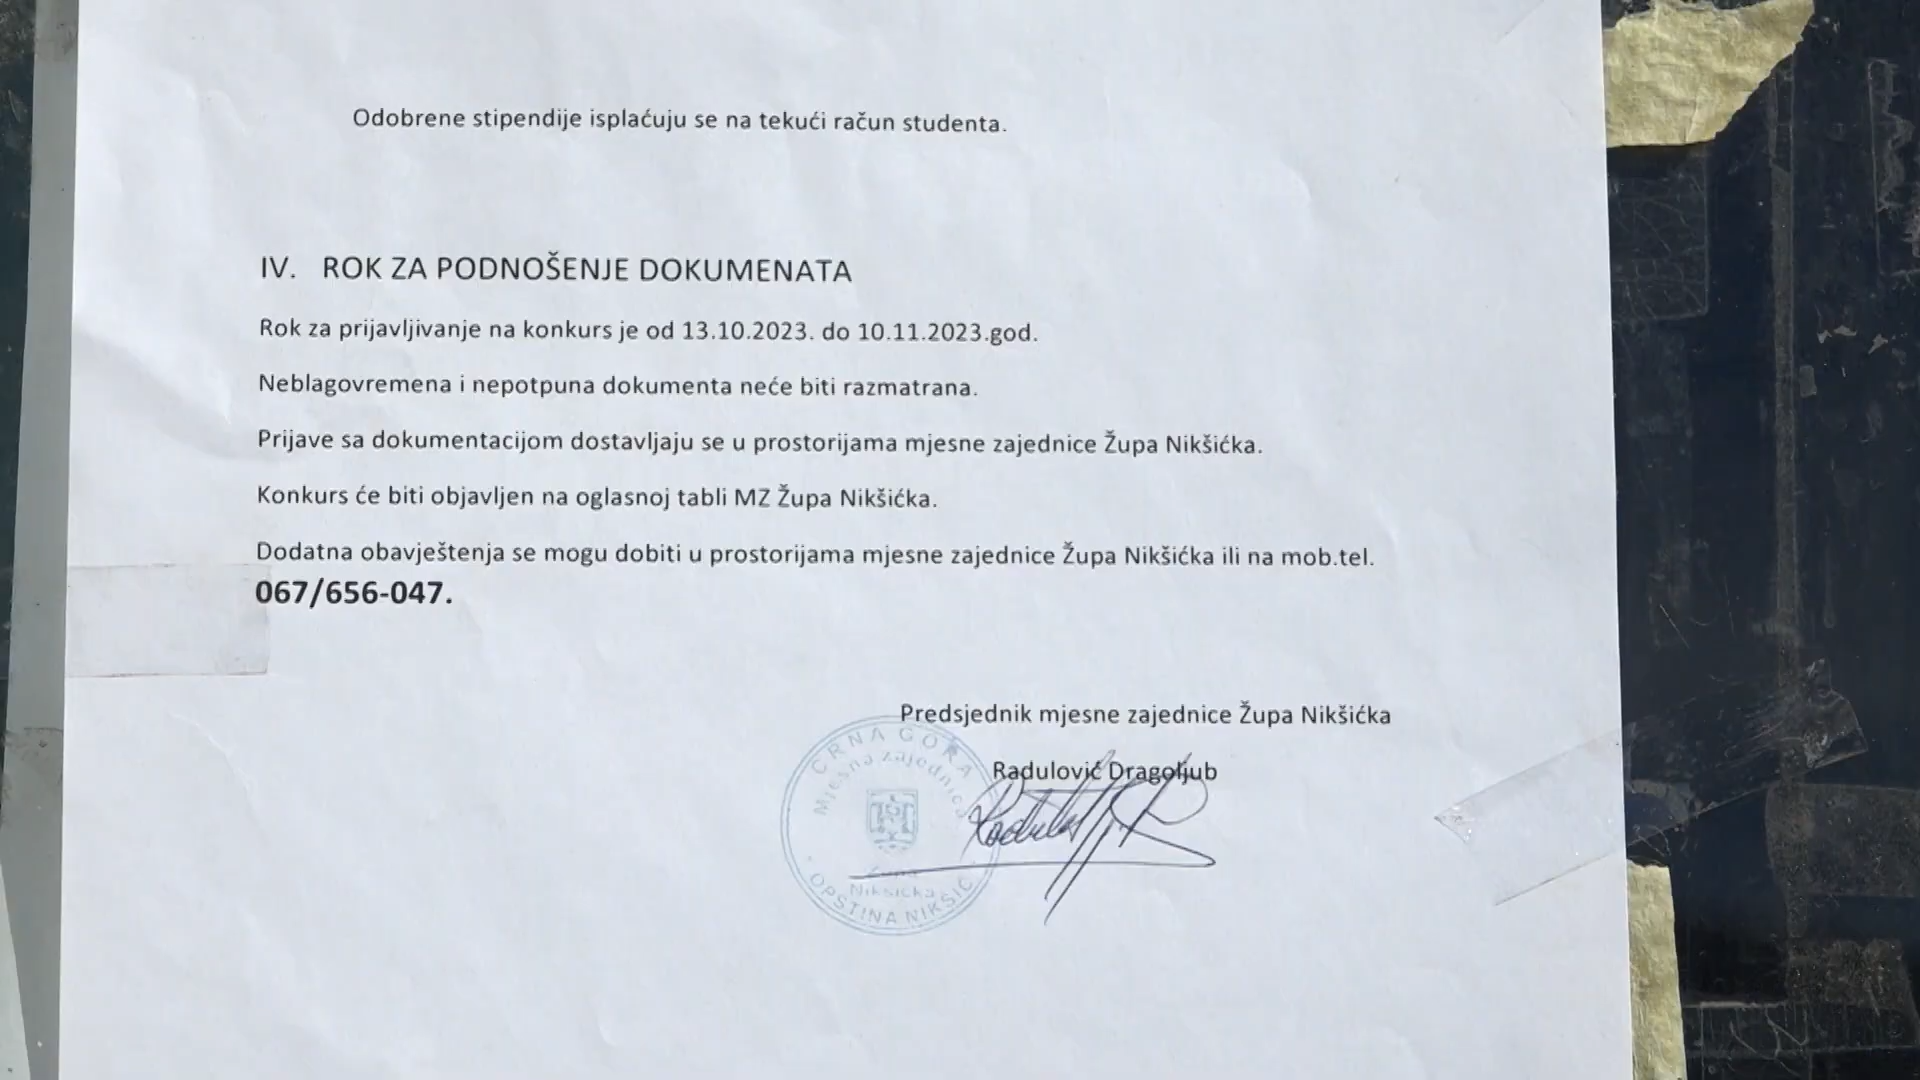 Odobrene stipendije isplaćuju se na tekući račun studenta.
IV. ROK ZA PODNOŠENJE DOKUMENATA
Rok za prijavljivanje na konkurs je od 13.10.2023. do 10.11.2023.god.
Neblagovremena i nepotpuna dokumenta neće biti razmatrana.
Prijave sa dokumentacijom dostavljaju se u prostorijama mjesne zajednice Župa Nikšićka.
Konkurs će biti objavljen na oglasnoj tabli MZ Župa Nikšićka.
Dodatna obavještenja se mogu dobiti u prostorijama mjesne zajednice Župa Nikšićka ili na mob.tel.
067/656-047.
Predsjednik mjesne zajednice Župa Nikšićka
Radulović Dragoljub
CRNA GORA
Mjesna zajednica
Župa
Nikšićka
OPŠTINA NIKŠIĆ